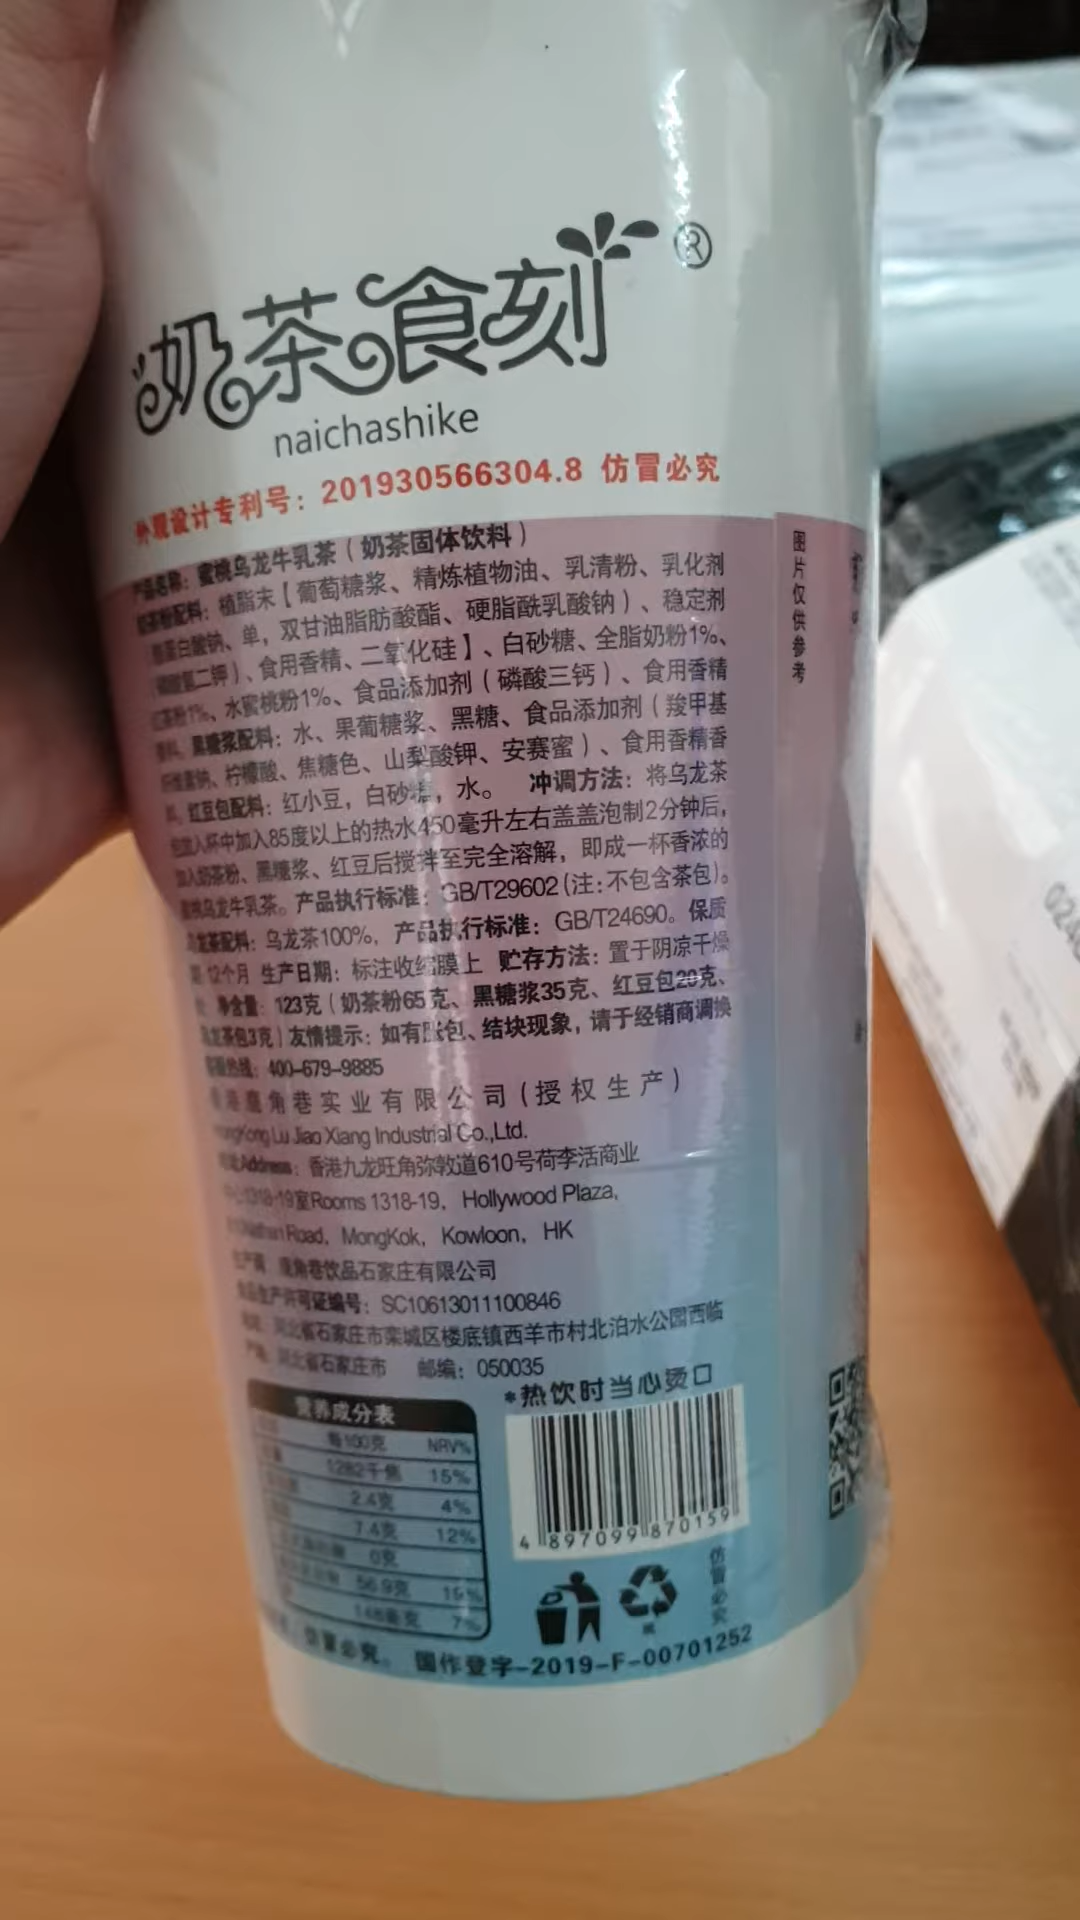 奶茶食刻®
naichashike
外观设计专利号：201930566304.8 仿冒必究
产品名称：蜜桃乌龙牛乳茶（奶茶固体饮料）
奶茶粉配料：植脂末【葡萄糖浆、精炼植物油、乳清粉、乳化剂
酪蛋白酸钠、单，双甘油脂肪酸酯、硬脂酰乳酸钠）、稳定剂
磷酸氢二钾）、食用香精、二氧化硅】、白砂糖、全脂奶粉1%、
红茶粉1%、水蜜桃粉1%、食品添加剂（磷酸三钙）、食用香精
香料。黑糖浆配料：水、果葡糖浆、黑糖、食品添加剂（羧甲基
纤维素钠、柠檬酸、焦糖色、山梨酸钾、安赛蜜）、食用香精香
料。红豆包配料：红小豆，白砂糖，水。 冲调方法：将乌龙茶
包放入杯中加入85度以上的热水450毫升左右盖盖泡制2分钟后，
加入奶茶粉、黑糖浆、红豆后搅拌至完全溶解，即成一杯香浓的
蜜桃乌龙牛乳茶。产品执行标准：GB/T29602（注：不包含茶包）。
乌龙茶配料：乌龙茶100%，产品执行标准：GB/T24690。保质
期 12个月 生产日期：标注收缩膜上 贮存方法：置于阴凉干燥
处 净含量：123克（奶茶粉65克、黑糖浆35克、红豆包20克、
乌龙茶包3克）友情提示：如有胀包、结块现象，请于经销商调换
客服热线：400-679-9885
香港鹿角巷实业有限公司（授权生产）
HongKong Lu Jiao Xiang Industrial Co.,Ltd.
地址Address：香港九龙旺角弥敦道610号荷李活商业
中心1318-19室Rooms 1318-19，Hollywood Plaza，
Nathan Road，MongKok，Kowloon，HK
生产商：鹿角巷饮品石家庄有限公司
食品生产许可证编号：SC10613011100846
地址：河北省石家庄市栾城区楼底镇西羊市村北泊水公园西临
产地：河北省石家庄市 邮编：050035
*热饮时当心烫口
营养成分表
每100克 NRV%
1282千焦 15%
2.4克 4%
7.4克 12%
0克
56.9克 19%
148毫克 7%
4 897099 870159
仿冒必究
仿冒必究。 国作登字-2019-F-00701252
图片仅供参考